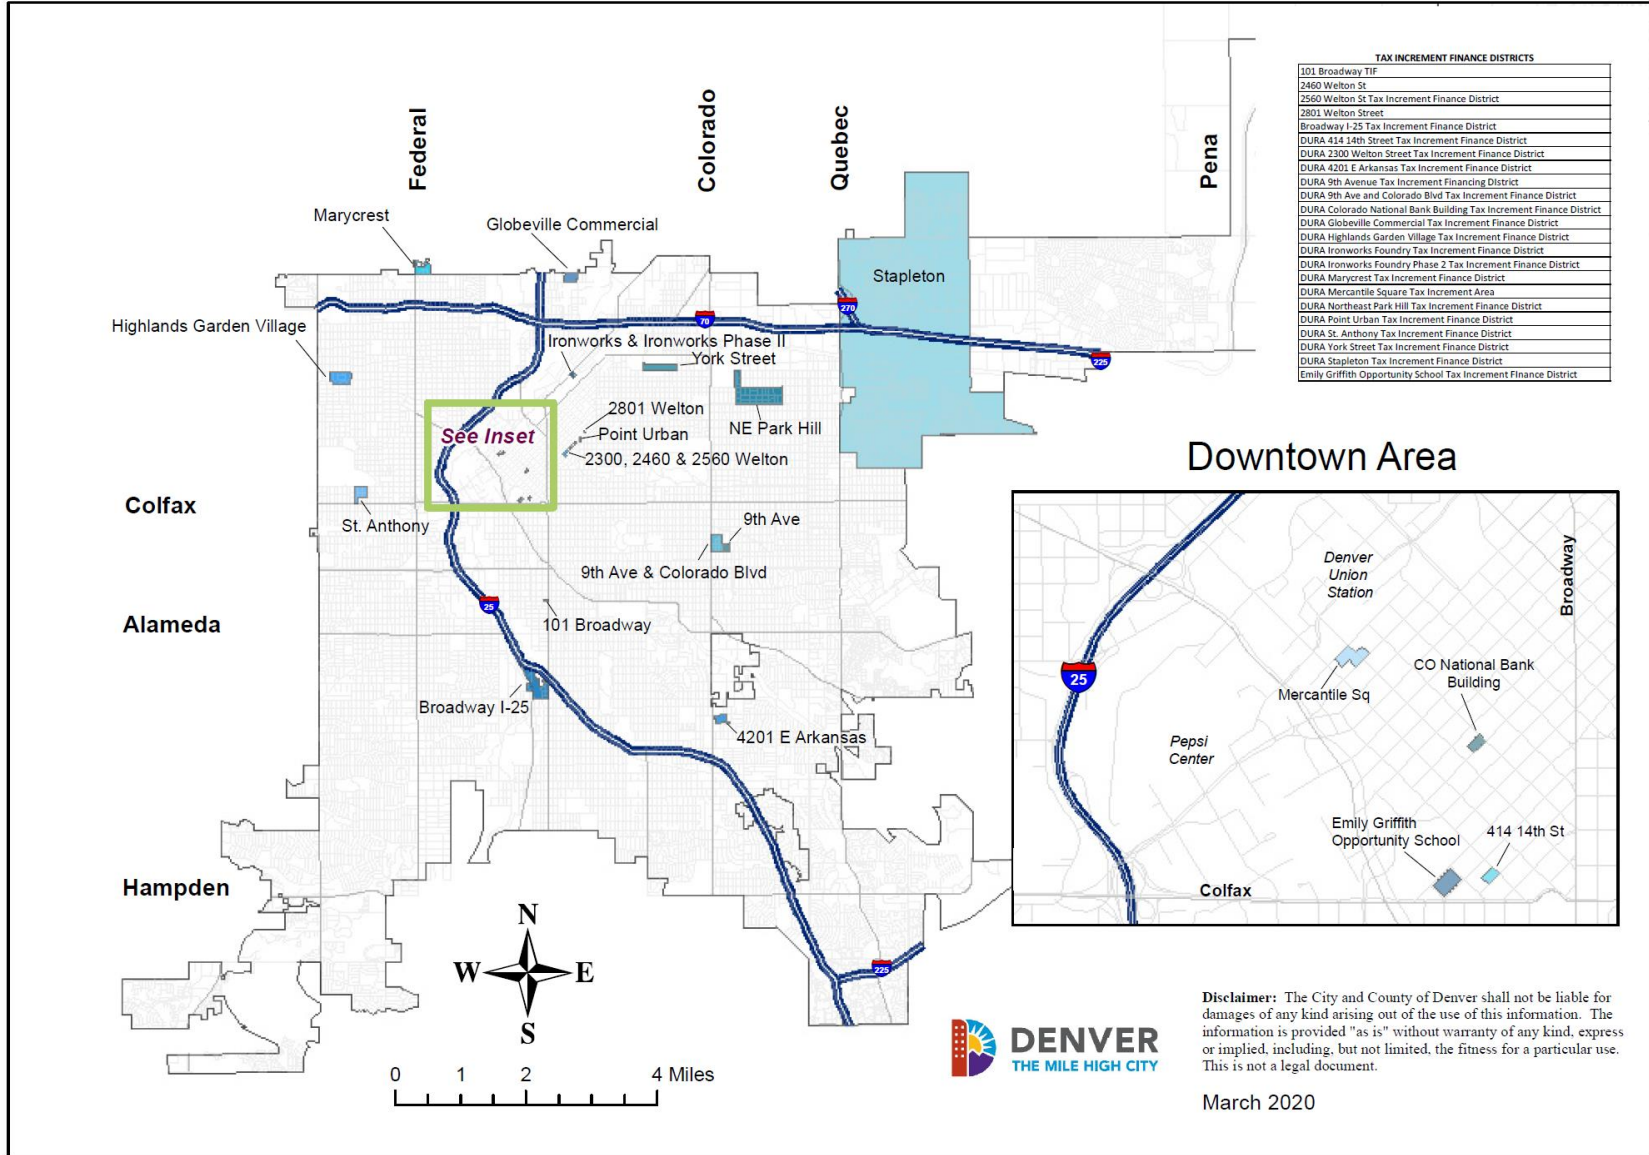 TAX INCREMENT FINANCE DISTRICTS
101 Broadway TIF
2460 Welton St
2560 Welton St Tax Increment Finance District
2801 Welton Street
Broadway I-25 Tax Increment Finance District
DURA 414 14th Street Tax Increment Finance District
DURA 2300 Welton Street Tax Increment Finance District
DURA 4201 E Arkansas Tax Increment Finance District
DURA 9th Avenue Tax Increment Financing District
DURA 9th Ave and Colorado Blvd Tax Increment Finance District
DURA Colorado National Bank Building Tax Increment Finance District
DURA Globeville Commercial Tax Increment Finance District
DURA Highlands Garden Village Tax Increment Finance District
DURA Ironworks Foundry Tax Increment Finance District
DURA Ironworks Foundry Phase 2 Tax Increment Finance District
DURA Marycrest Tax Increment Finance District
DURA Mercantile Square Tax Increment Area
DURA Northeast Park Hill Tax Increment Finance District
DURA Point Urban Tax Increment Finance District
DURA St. Anthony Tax Increment Finance District
DURA York Street Tax Increment Finance District
DURA Stapleton Tax Increment Finance District
Emily Griffith Opportunity School Tax Increment FInance District
Federal
Colorado
Quebec
Pena
Marycrest
Globeville Commercial
Stapleton
270
70
225
Highlands Garden Village
Ironworks & Ironworks Phase II
York Street
2801 Welton
Point Urban
NE Park Hill
See Inset
2300, 2460 & 2560 Welton
Colfax
St. Anthony
9th Ave
9th Ave & Colorado Blvd
25
Alameda
101 Broadway
Broadway I-25
4201 E Arkansas
Hampden
225
N
W E
S
0 1 2 4 Miles
Downtown Area
Denver
Union
Station
Broadway
25
Mercantile Sq
CO National Bank
Building
Pepsi
Center
Emily Griffith
Opportunity School
414 14th St
Colfax
DENVER
THE MILE HIGH CITY
Disclaimer: The City and County of Denver shall not be liable for
damages of any kind arising out of the use of this information. The
information is provided "as is" without warranty of any kind, express
or implied, including, but not limited, the fitness for a particular use.
This is not a legal document.
March 2020